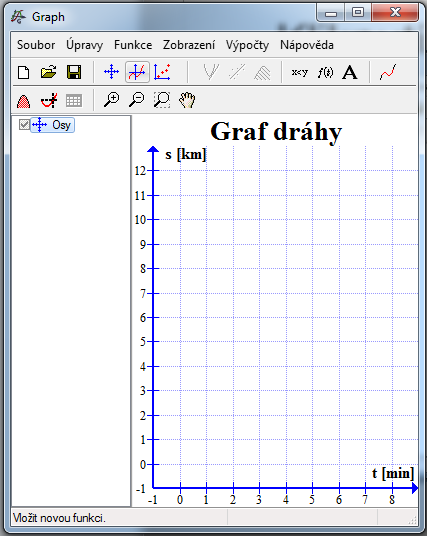 Graph
Soubor Úpravy Funkce Zobrazení Výpočty Nápověda
x<y f(t) A
Osy
Graf dráhy
s [km]
12
11
10
9
8
7
6
5
4
3
2
1
0
-1
t [min]
-1 0 1 2 3 4 5 6 7 8
Vložit novou funkci.